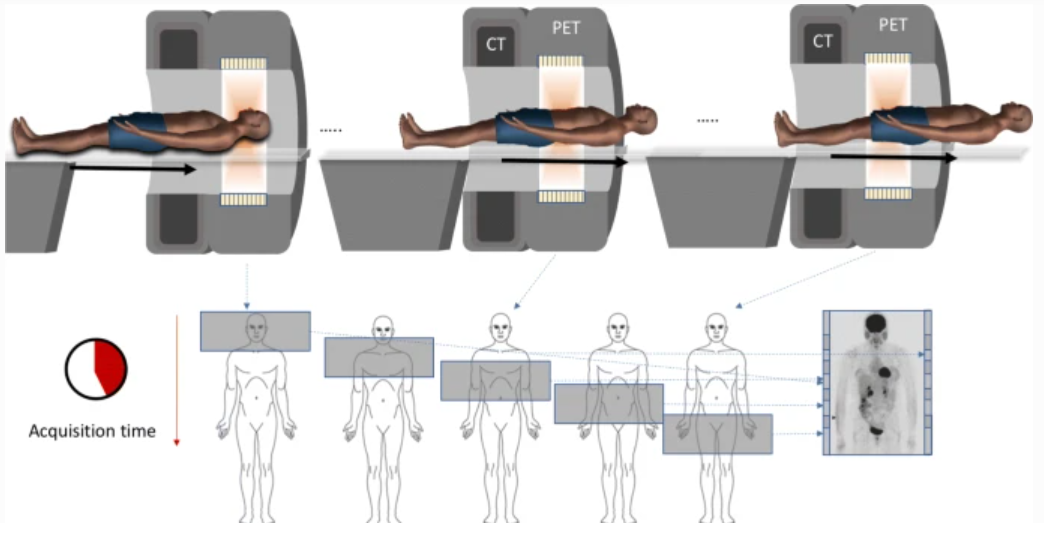 CT
PET
CT
PET
.....
.....
Acquisition time